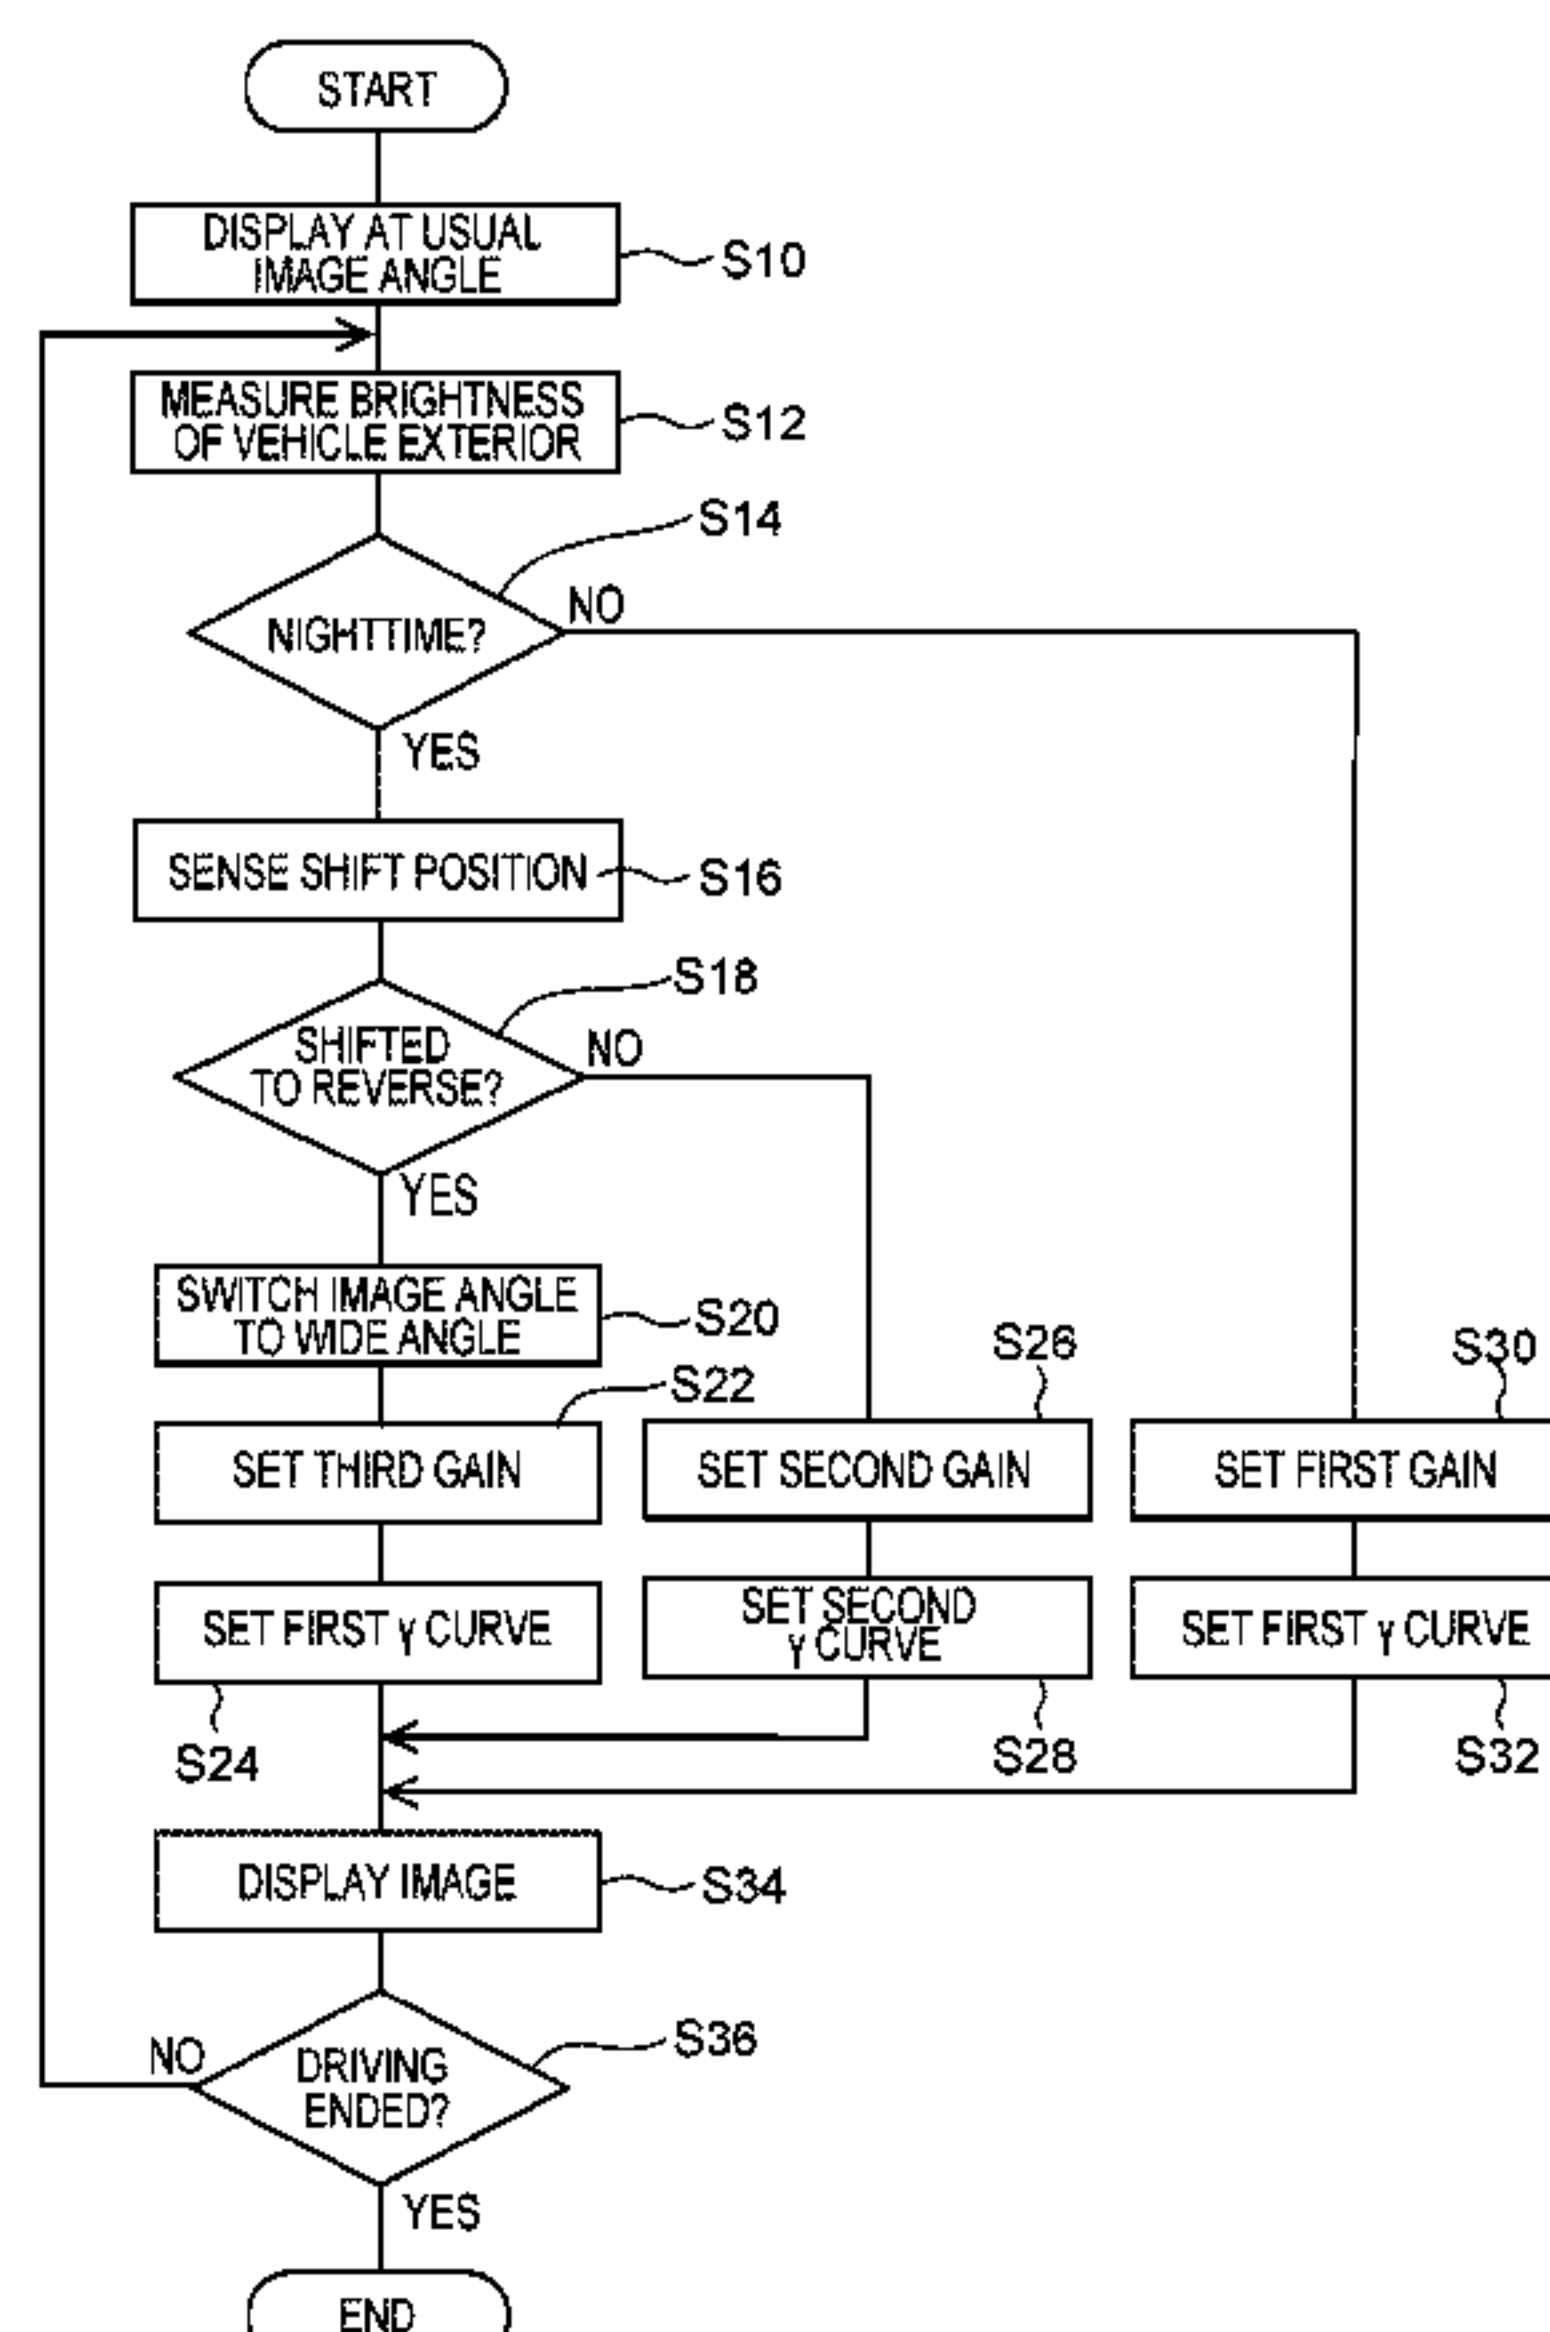 START
DISPLAY AT USUAL
IMAGE ANGLE
S10
MEASURE BRIGHTNESS
OF VEHICLE EXTERIOR
S12
S14
NIGHTTIME?
NO
YES
SENSE SHIFT POSITION
S16
S18
SHIFTED
TO REVERSE?
NO
YES
SWITCH IMAGE ANGLE
TO WIDE ANGLE
S20
S22
S26
S30
SET THIRD GAIN
SET SECOND GAIN
SET FIRST GAIN
SET FIRST γ CURVE
SET SECOND
γ CURVE
SET FIRST γ CURVE
S24
S28
S32
DISPLAY IMAGE
S34
S36
NO
DRIVING
ENDED?
YES
END